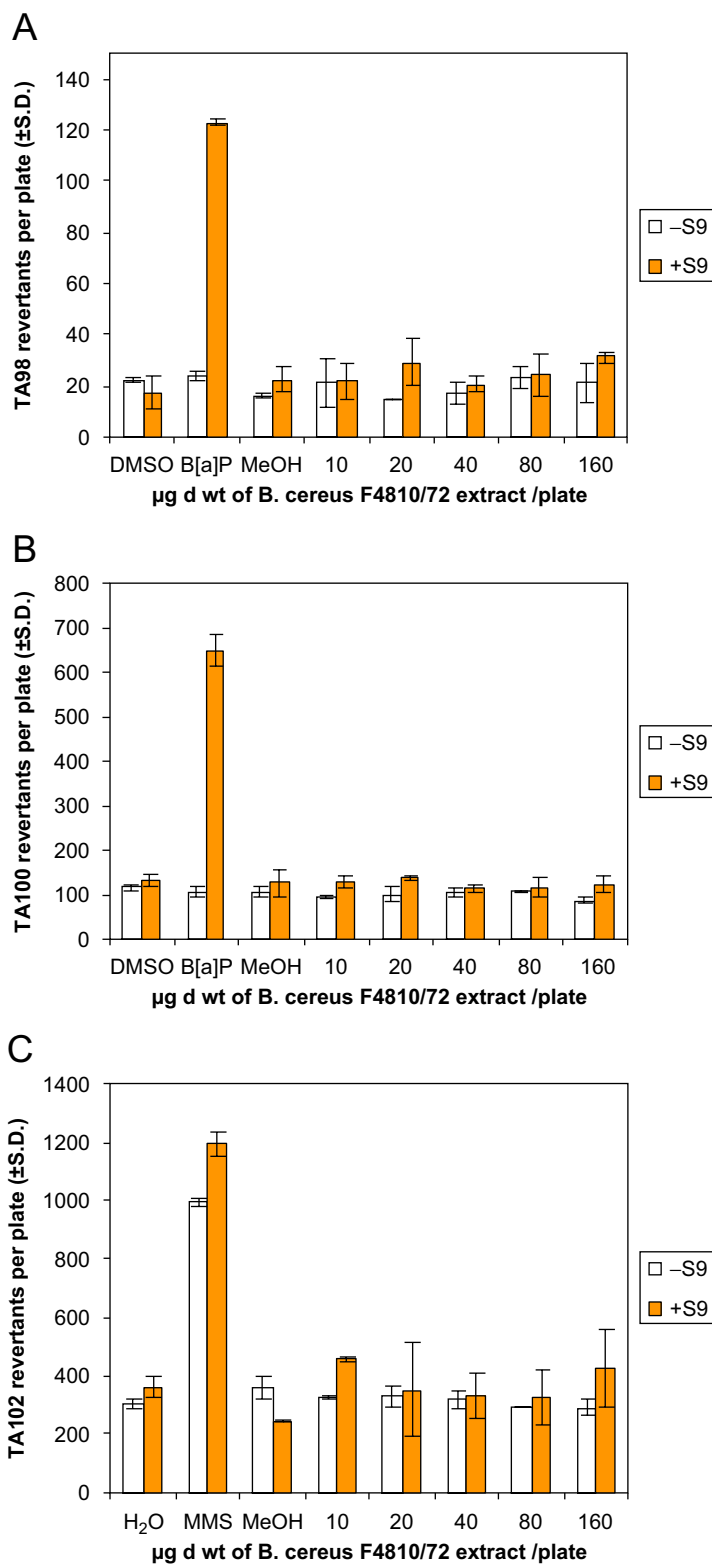 A
TA98 revertants per plate (±S.D.)
140
120
100
80
60
40
20
0
DMSO B[a]P MeOH 10 20 40 80 160
µg d wt of B. cereus F4810/72 extract /plate
–S9
+S9
B
TA100 revertants per plate (±S.D.)
800
700
600
500
400
300
200
100
0
DMSO B[a]P MeOH 10 20 40 80 160
µg d wt of B. cereus F4810/72 extract /plate
–S9
+S9
C
TA102 revertants per plate (±S.D.)
1400
1200
1000
800
600
400
200
0
H₂O MMS MeOH 10 20 40 80 160
µg d wt of B. cereus F4810/72 extract /plate
–S9
+S9